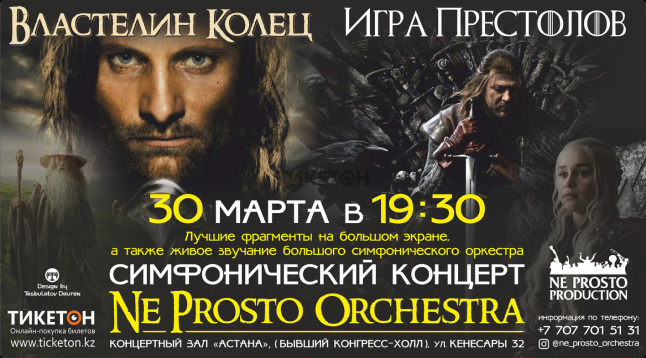 Властелин Колец
Игра Престолов
ТИКЕТОН
30 МАРТА в 19:30
Лучшие фрагменты на большом экране,
а также живое звучание большого симфонического оркестра
СИМФОНИЧЕСКИЙ КОНЦЕРТ
NE PROSTO ORCHESTRA
КОНЦЕРТНЫЙ ЗАЛ «АСТАНА», (БЫВШИЙ КОНГРЕСС-ХОЛЛ), УЛ. КЕНЕСАРЫ 32
Design by
Tasbulatov Dauren
ТИКЕТОН
Онлайн-покупка билетов
www.ticketon.kz
NE PROSTO
PRODUCTION
информация по телефону:
+7 707 701 51 31
@ne_prosto_orchestra